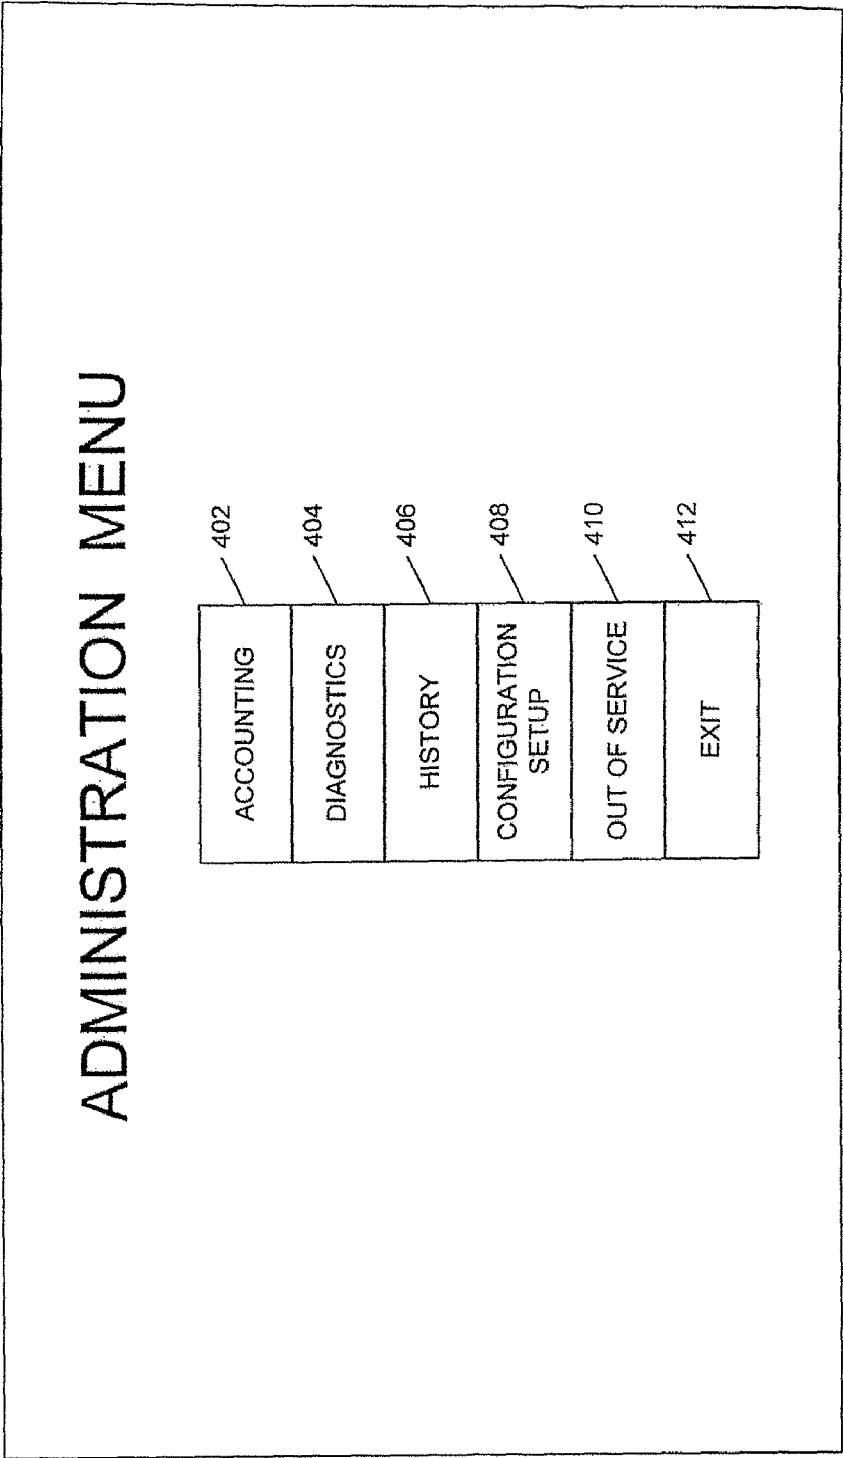 ADMINISTRATION MENU
ACCOUNTING
402
DIAGNOSTICS
404
HISTORY
406
CONFIGURATION
SETUP
408
OUT OF SERVICE
410
EXIT
412